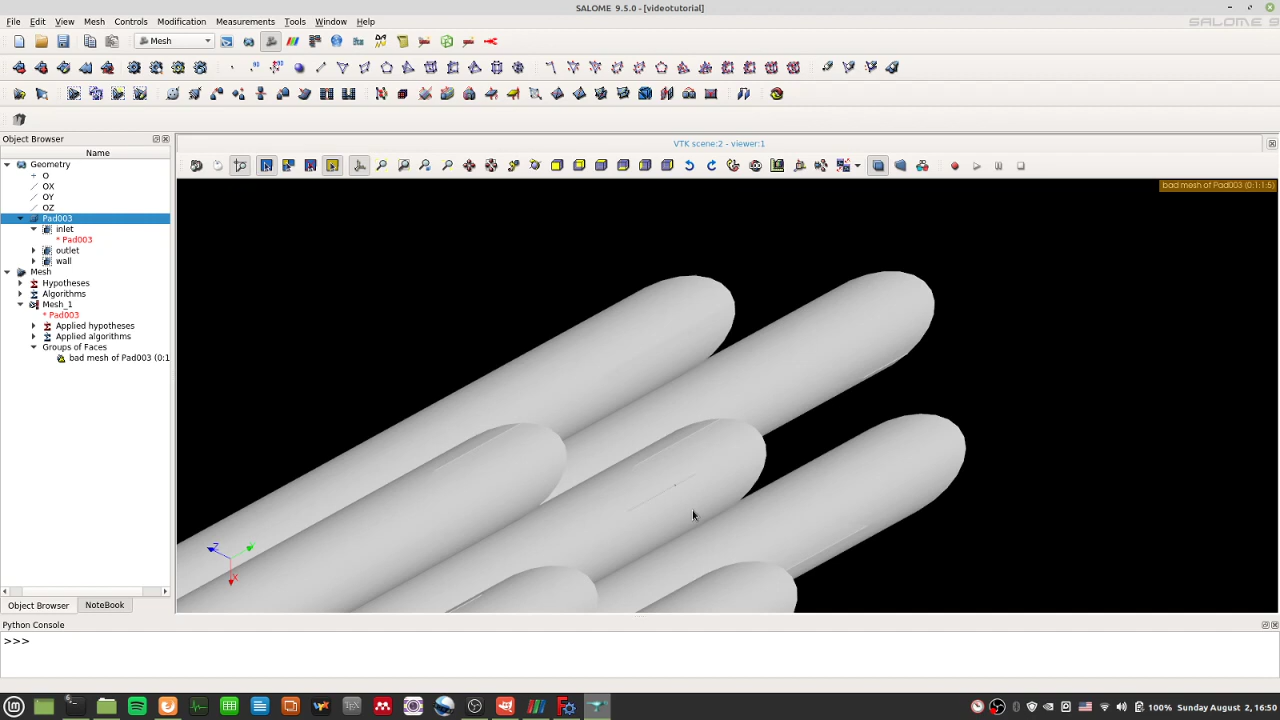 SALOME 9.5.0 - [videotutorial]
File Edit View Mesh Controls Modification Measurements Tools Window Help
SALOME 9
Mesh
Object Browser
VTK scene:2 - viewer:1
Name
bad mesh of Pad003 (0:1:1:5)
Geometry
O
OX
OY
OZ
Pad003
inlet
* Pad003
outlet
wall
Mesh
Hypotheses
Algorithms
Mesh_1
* Pad003
Applied hypotheses
Applied algorithms
Groups of Faces
bad mesh of Pad003 (0:1
Z Y
X
Object Browser NoteBook
Python Console
>>>
100% Sunday August 2, 16:50